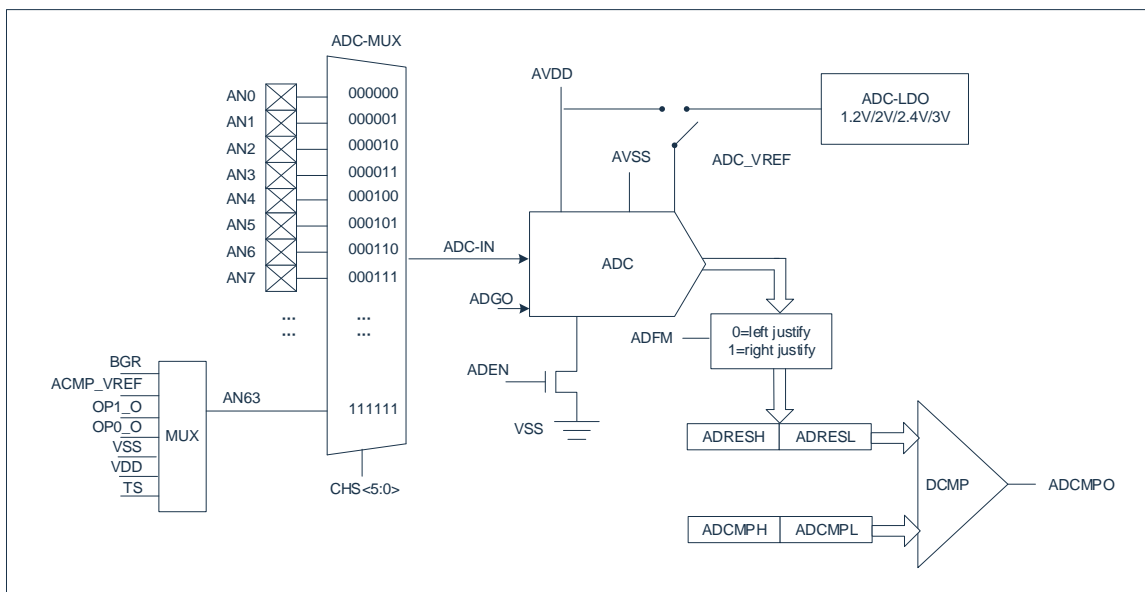 ADC-MUX
AN0
000000
AN1
000001
AN2
000010
AN3
000011
AN4
000100
AN5
000101
AN6
000110
AN7
000111
...
...
...
...
BGR
ACMP_VREF
OP1_O
OP0_O
VSS
VDD
TS
MUX
AN63
111111
CHS<5:0>
ADC-IN
AVDD
AVSS
ADC_VREF
ADC-LDO
1.2V/2V/2.4V/3V
ADC
ADGO
ADEN
VSS
ADFM
0=left justify
1=right justify
ADRESH
ADRESL
ADCMPH
ADCMPL
DCMP
ADCMPO